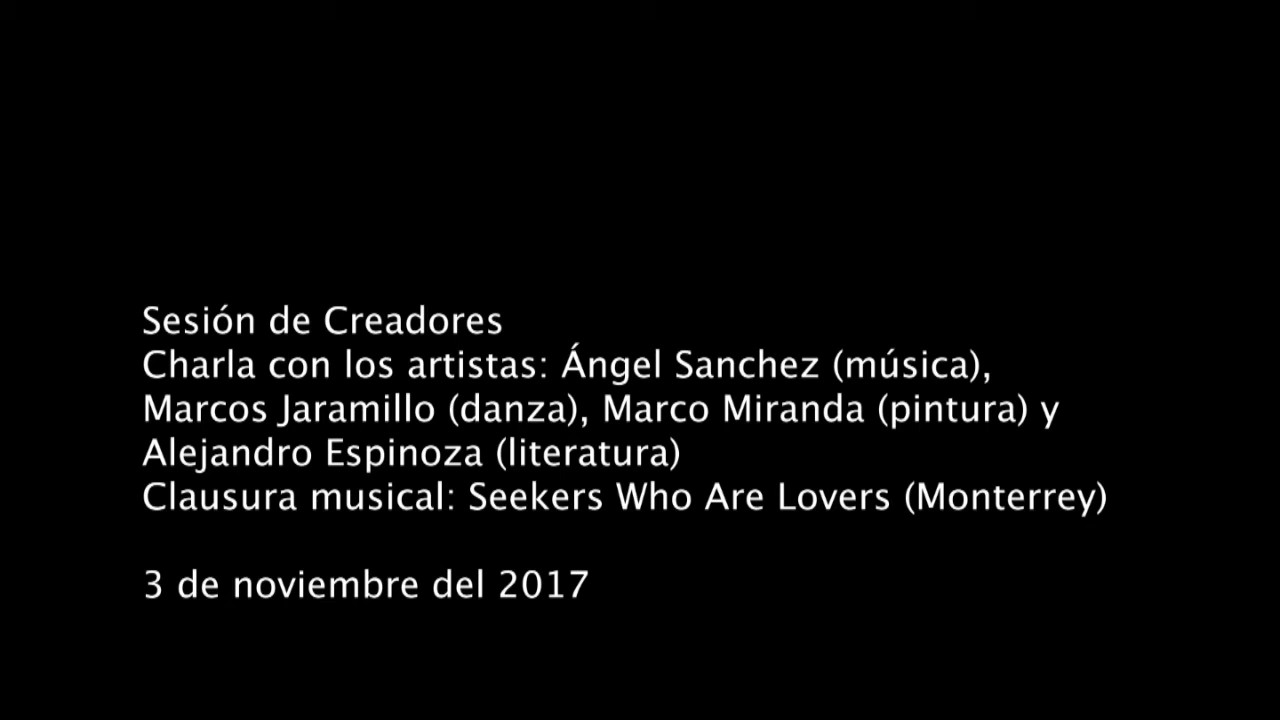 Sesión de Creadores
Charla con los artistas: Ángel Sanchez (música),
Marcos Jaramillo (danza), Marco Miranda (pintura) y
Alejandro Espinoza (literatura)
Clausura musical: Seekers Who Are Lovers (Monterrey)
3 de noviembre del 2017